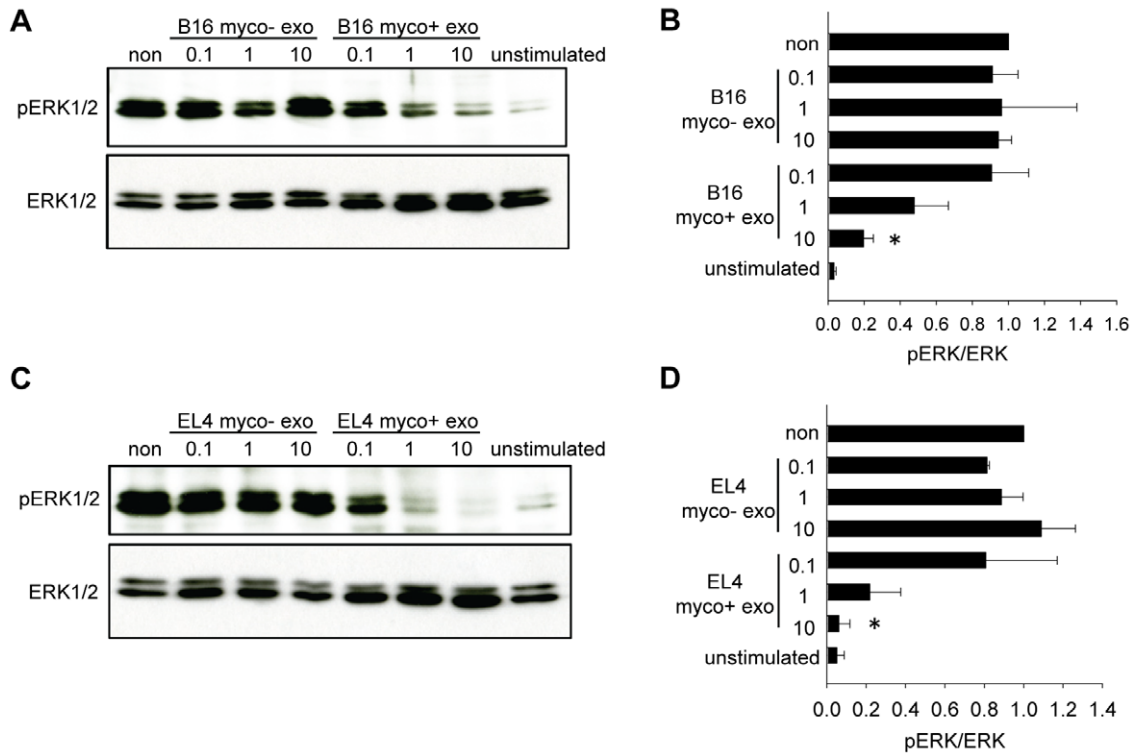 A
B16 myco- exo B16 myco+ exo
non 0.1 1 10 0.1 1 10 unstimulated
pERK1/2
ERK1/2
B
non
0.1
B16 1
myco- exo
10
0.1
B16 1
myco+ exo
10 *
unstimulated
0.0 0.2 0.4 0.6 0.8 1.0 1.2 1.4 1.6
pERK/ERK
C
EL4 myco- exo EL4 myco+ exo
non 0.1 1 10 0.1 1 10 unstimulated
pERK1/2
ERK1/2
D
non
0.1
EL4 1
myco- exo
10
0.1
EL4 1
myco+ exo
10 *
unstimulated
0.0 0.2 0.4 0.6 0.8 1.0 1.2 1.4
pERK/ERK